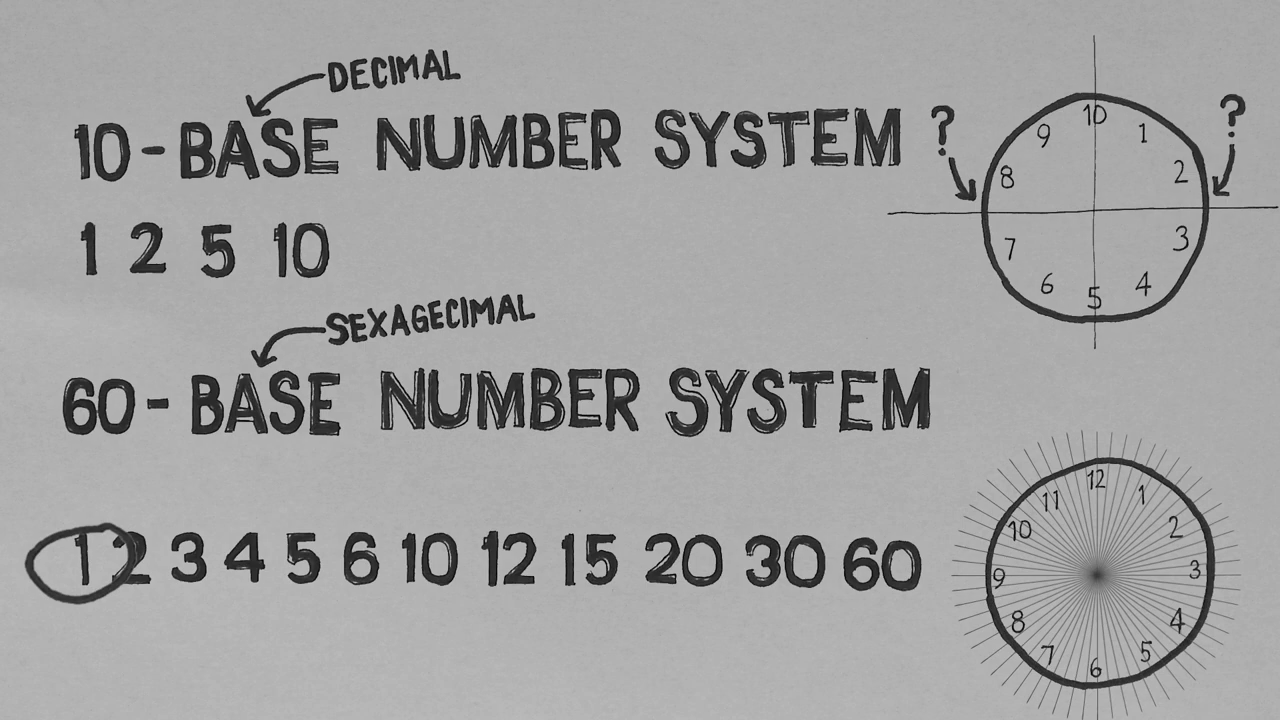 DECIMAL
10-BASE NUMBER SYSTEM
1 2 5 10
SEXAGECIMAL
60-BASE NUMBER SYSTEM
1 2 3 4 5 6 10 12 15 20 30 60
? ?
10 1 2 3 4 5 6 7 8 9
12 1 2 3 4 5 6 7 8 9 10 11